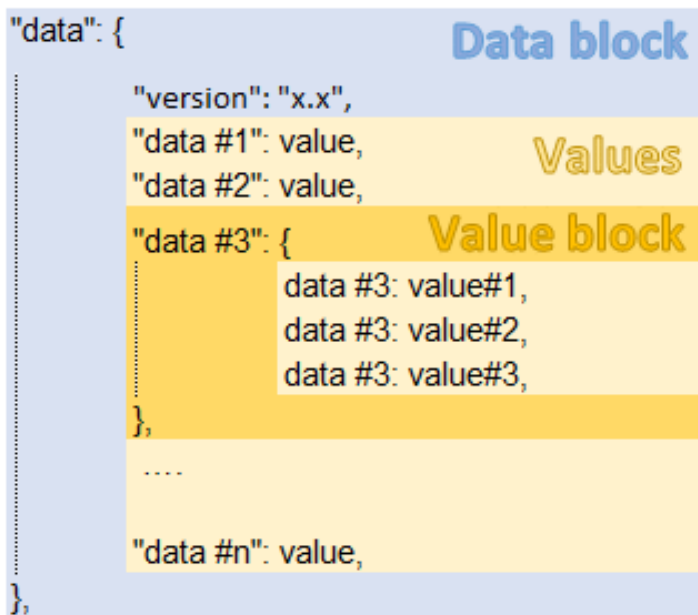 "data": {
Data block
"version": "x.x",
"data #1": value,
Values
"data #2": value,
"data #3": {
Value block
data #3: value#1,
data #3: value#2,
data #3: value#3,
},
....
"data #n": value,
},